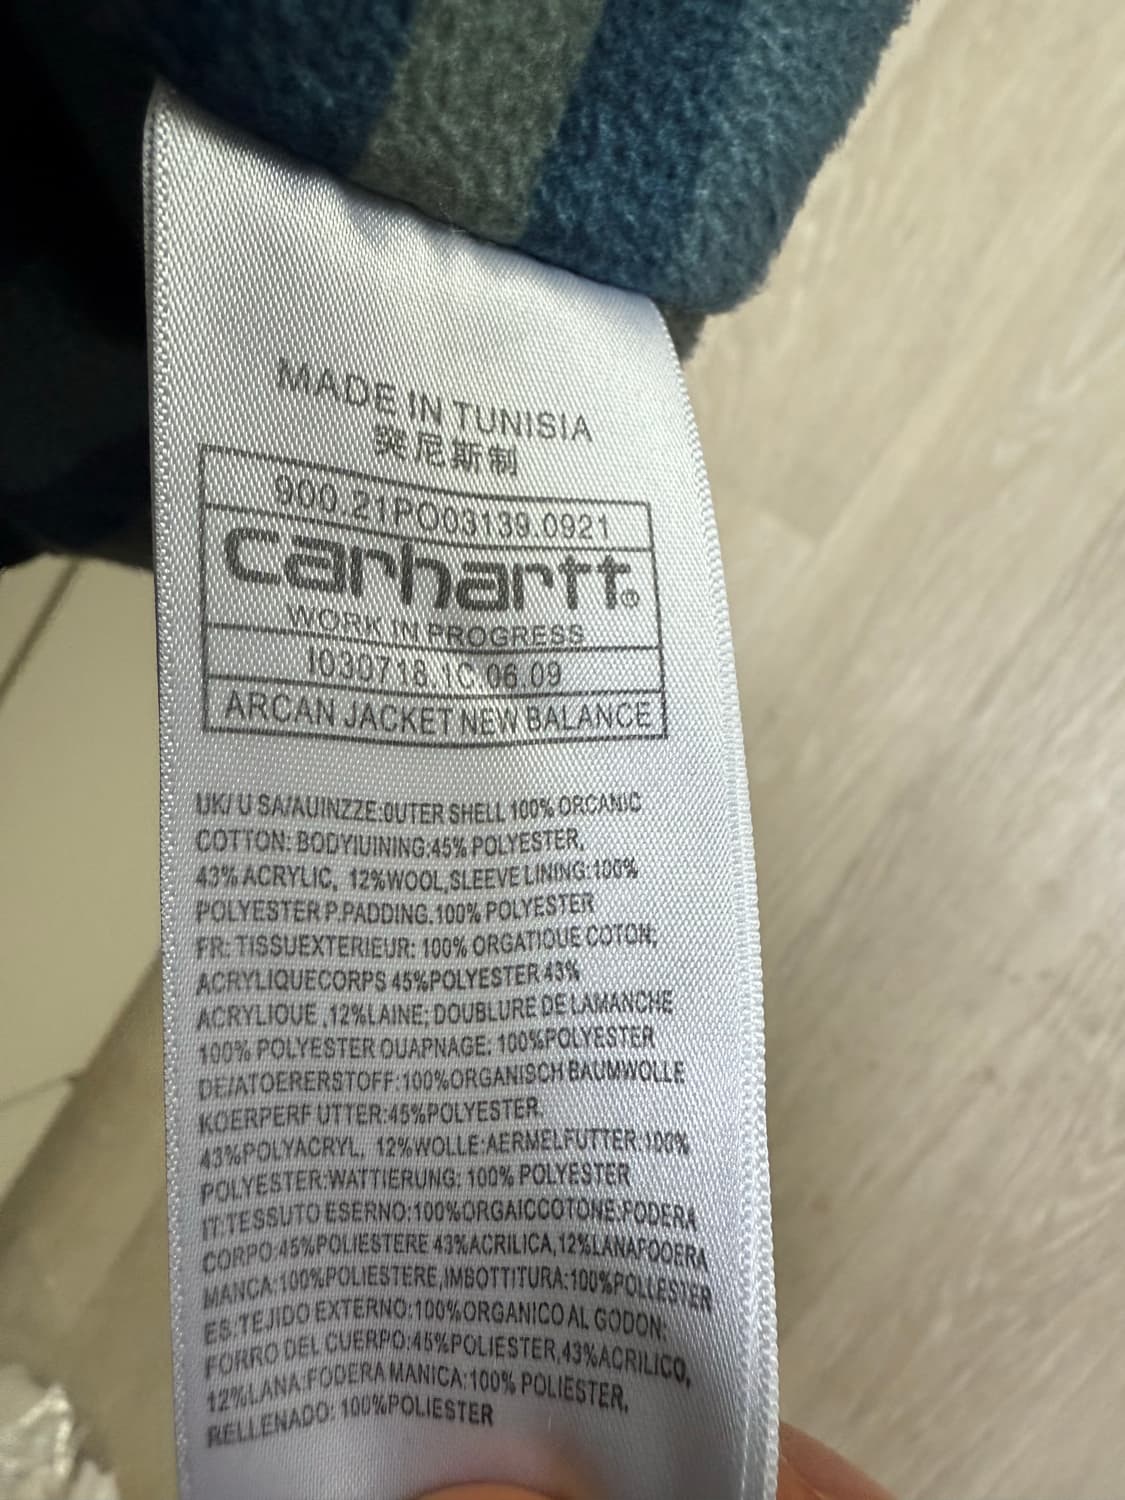 MADE IN TUNISIA
突尼斯制
900.21PO03139.0921
carhartt®
WORK IN PROGRESS
I030718.1C.06.09
ARCAN JACKET NEW BALANCE
UK/ U SA/AUINZZE:0UTER SHELL 100% ORCANIC
COTTON: BODYIUINING:45% POLYESTER,
43% ACRYLIC, 12%WOOL,SLEEVE LINING:100%
POLYESTER P.PADDING.100% POLYESTER
FR: TISSUEXTERIEUR: 100% ORGATIQUE COTON;
ACRYLIQUECORPS 45%POLYESTER 43%
ACRYLIOUE ,12%LAINE; DOUBLURE DE LAMANCHE
100% POLYESTER OUAPNAGE: 100%POLYESTER
DE/ATOERERSTOFF:100%ORGANISCH BAUMWOLLE
KOERPERF UTTER:45%POLYESTER.
43%POLYACRYL, 12%WOLLE:AERMELFUTTER:100%
POLYESTER:WATTIERUNG: 100% POLYESTER
IT:TESSUTO ESERNO:100%ORGAICCOTONE:PODERA
CORPO:45%POLIESTERE 43%ACRILICA,12%LANAFOOERA
MANCA:100%POLIESTERE,IMBOTTITURA:100%POLLESTER
ES.TEJIDO EXTERNO:100%ORGANICO AL GODON:
FORRO DEL CUERPO:45%POLIESTER,43%ACRILICO,
12%LANA:FODERA MANICA:100% POLIESTER,
RELLENADO: 100%POLIESTER